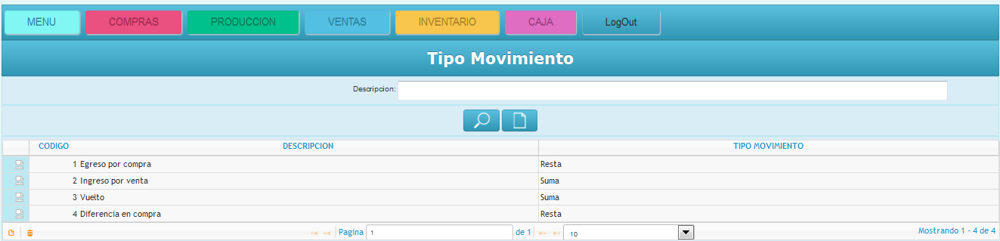 MENU COMPRAS PRODUCCION VENTAS INVENTARIO CAJA LogOut
Tipo Movimiento
Descripcion:
CODIGO DESCRIPCION TIPO MOVIMIENTO
1 Egreso por compra Resta
2 Ingreso por venta Suma
3 Vuelto Suma
4 Diferencia en compra Resta
Pagina 1 de 1 10 Mostrando 1 - 4 de 4